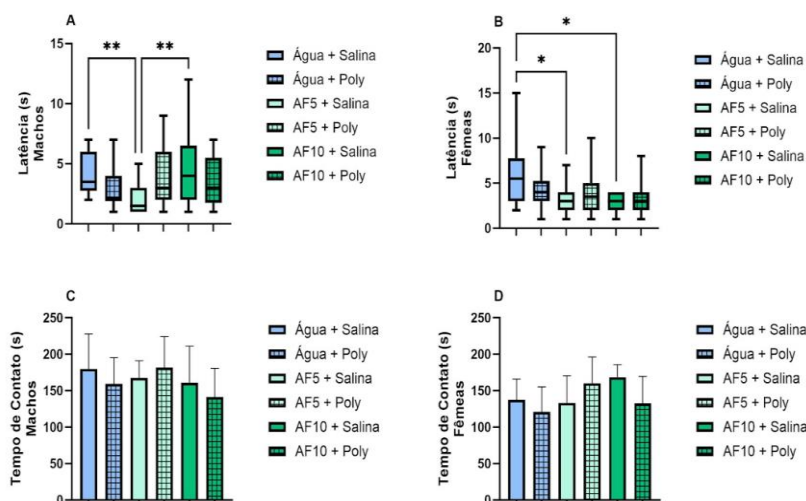 A
**
**
15
10
5
0
Latência (s)
Machos
Água + Salina
Água + Poly
AF5 + Salina
AF5 + Poly
AF10 + Salina
AF10 + Poly
B
*
*
20
15
10
5
0
Latência (s)
Fêmeas
Água + Salina
Água + Poly
AF5 + Salina
AF5 + Poly
AF10 + Salina
AF10 + Poly
C
250
200
150
100
50
0
Tempo de Contato (s)
Machos
Água + Salina
Água + Poly
AF5 + Salina
AF5 + Poly
AF10 + Salina
AF10 + Poly
D
250
200
150
100
50
0
Tempo de Contato (s)
Fêmeas
Água + Salina
Água + Poly
AF5 + Salina
AF5 + Poly
AF10 + Salina
AF10 + Poly